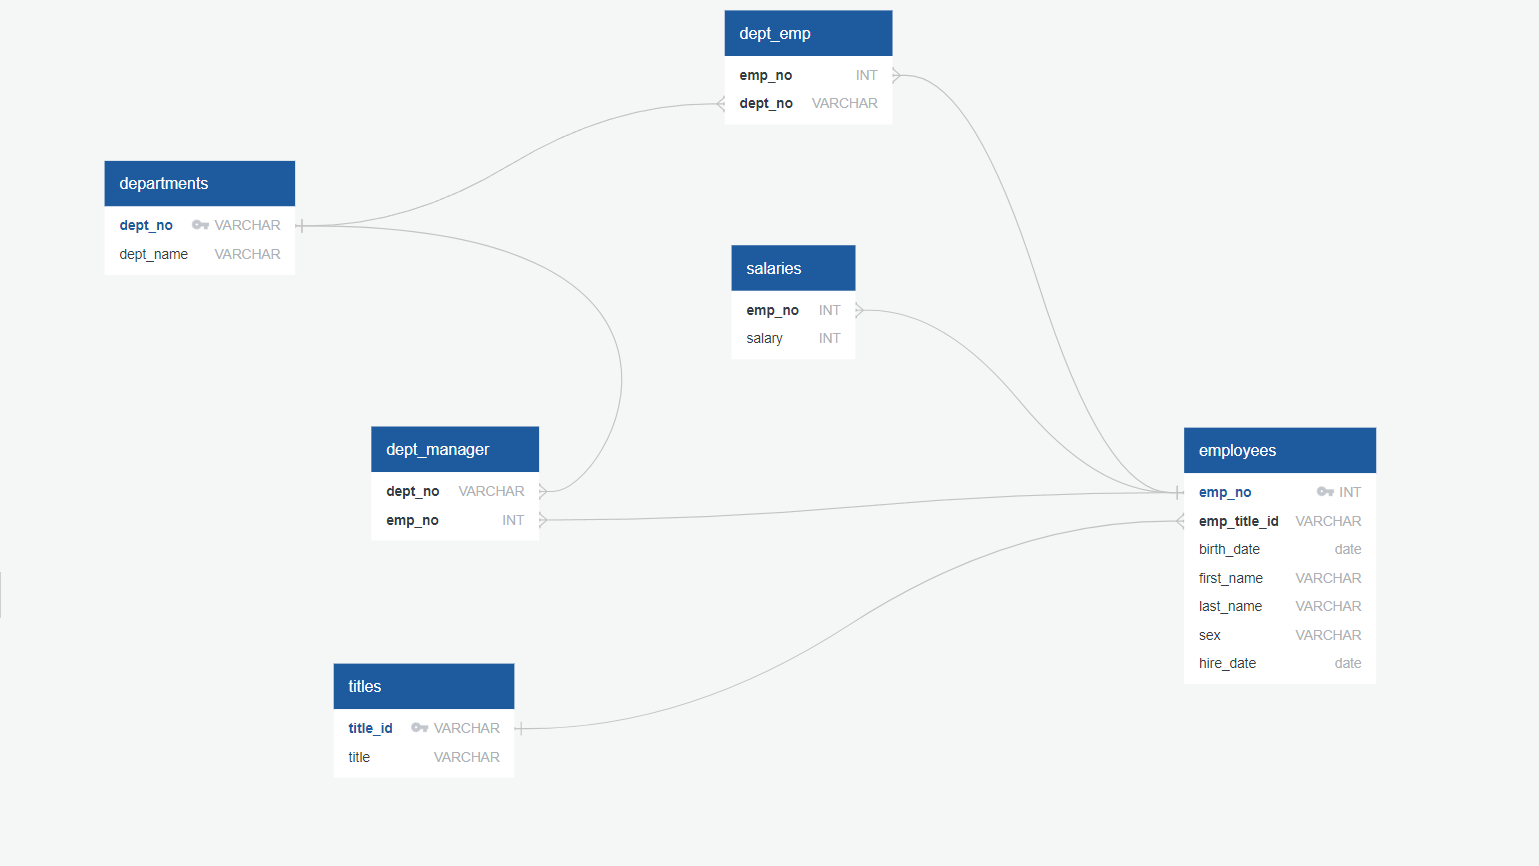 dept_emp
emp_no INT
dept_no VARCHAR
departments
dept_no VARCHAR
dept_name VARCHAR
salaries
emp_no INT
salary INT
dept_manager
dept_no VARCHAR
emp_no INT
employees
emp_no INT
emp_title_id VARCHAR
birth_date date
first_name VARCHAR
last_name VARCHAR
sex VARCHAR
hire_date date
titles
title_id VARCHAR
title VARCHAR